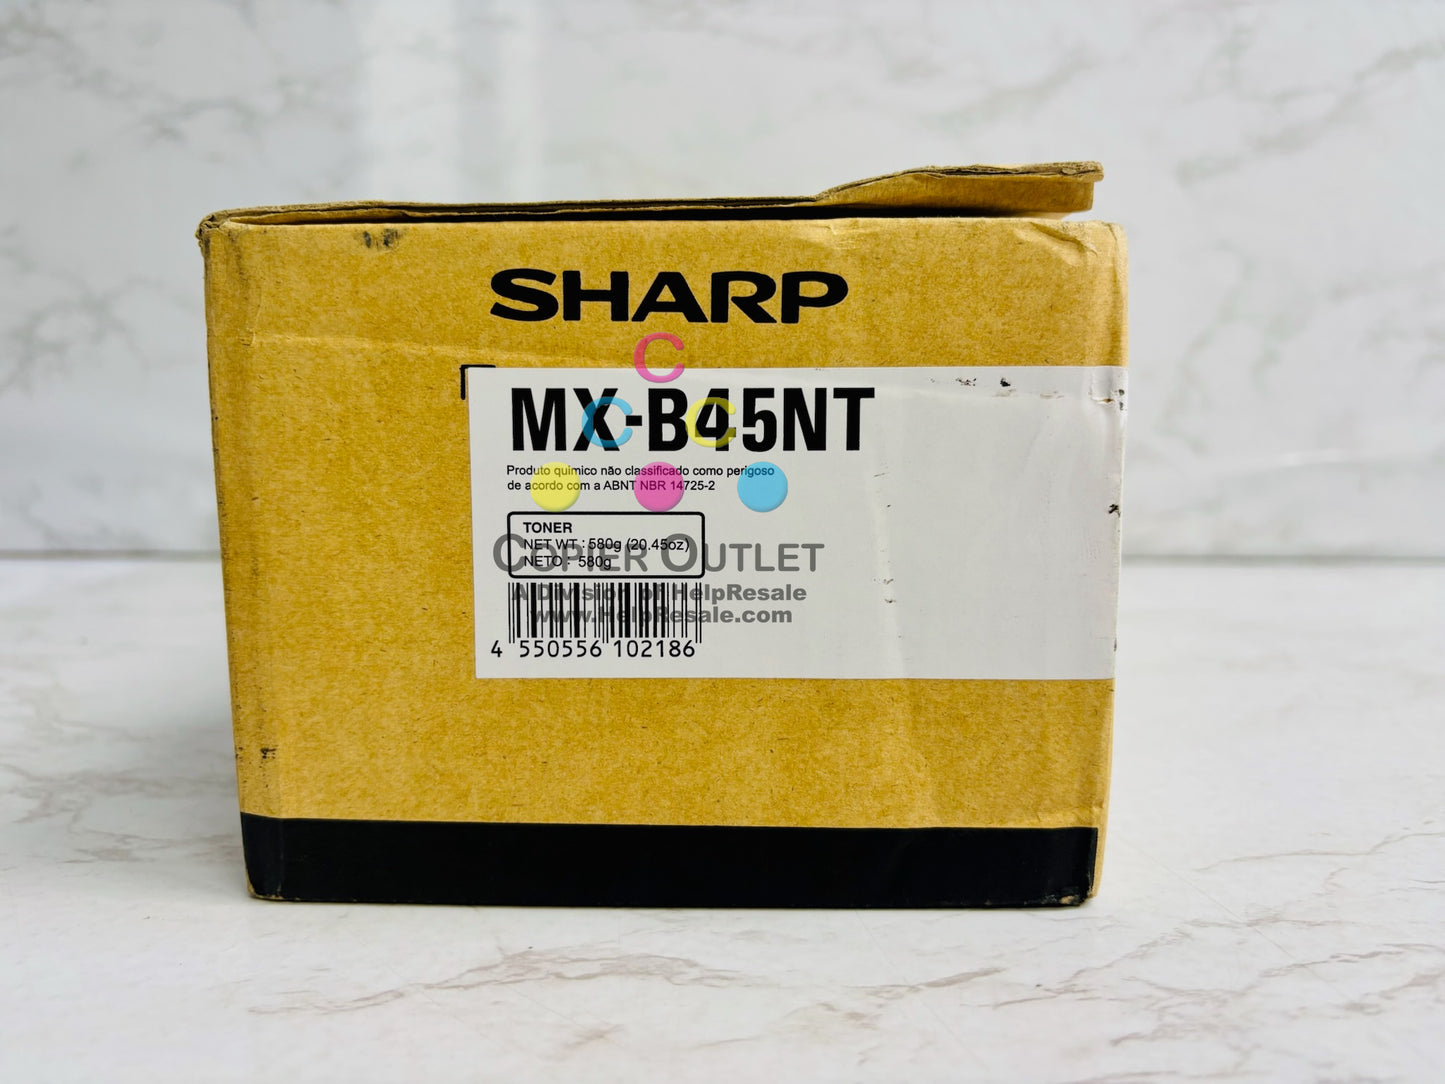 SHARP
MX-B45NT
Produto quimico não classificado como perigoso
de acordo com a ABNT NBR 14725-2
TONER
NET WT : 580g (20.45oz)
NETO : 580g
C
C C
COPIER OUTLET
A Division of HelpResale
www.HelpResale.com
4 550556 102186